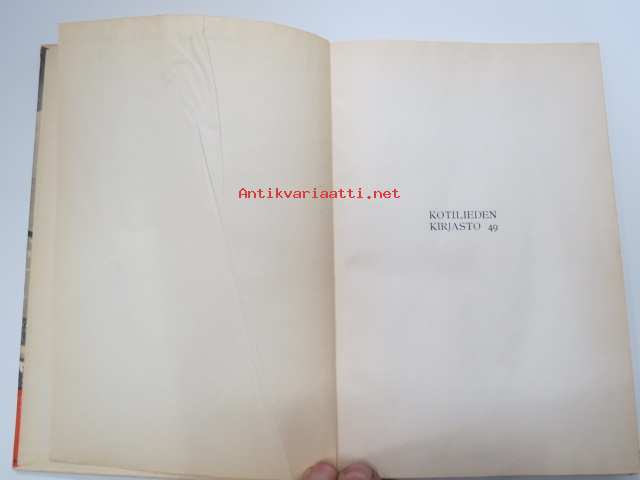 Antikvariaatti.net
KOTILIEDEN
KIRJASTO 49